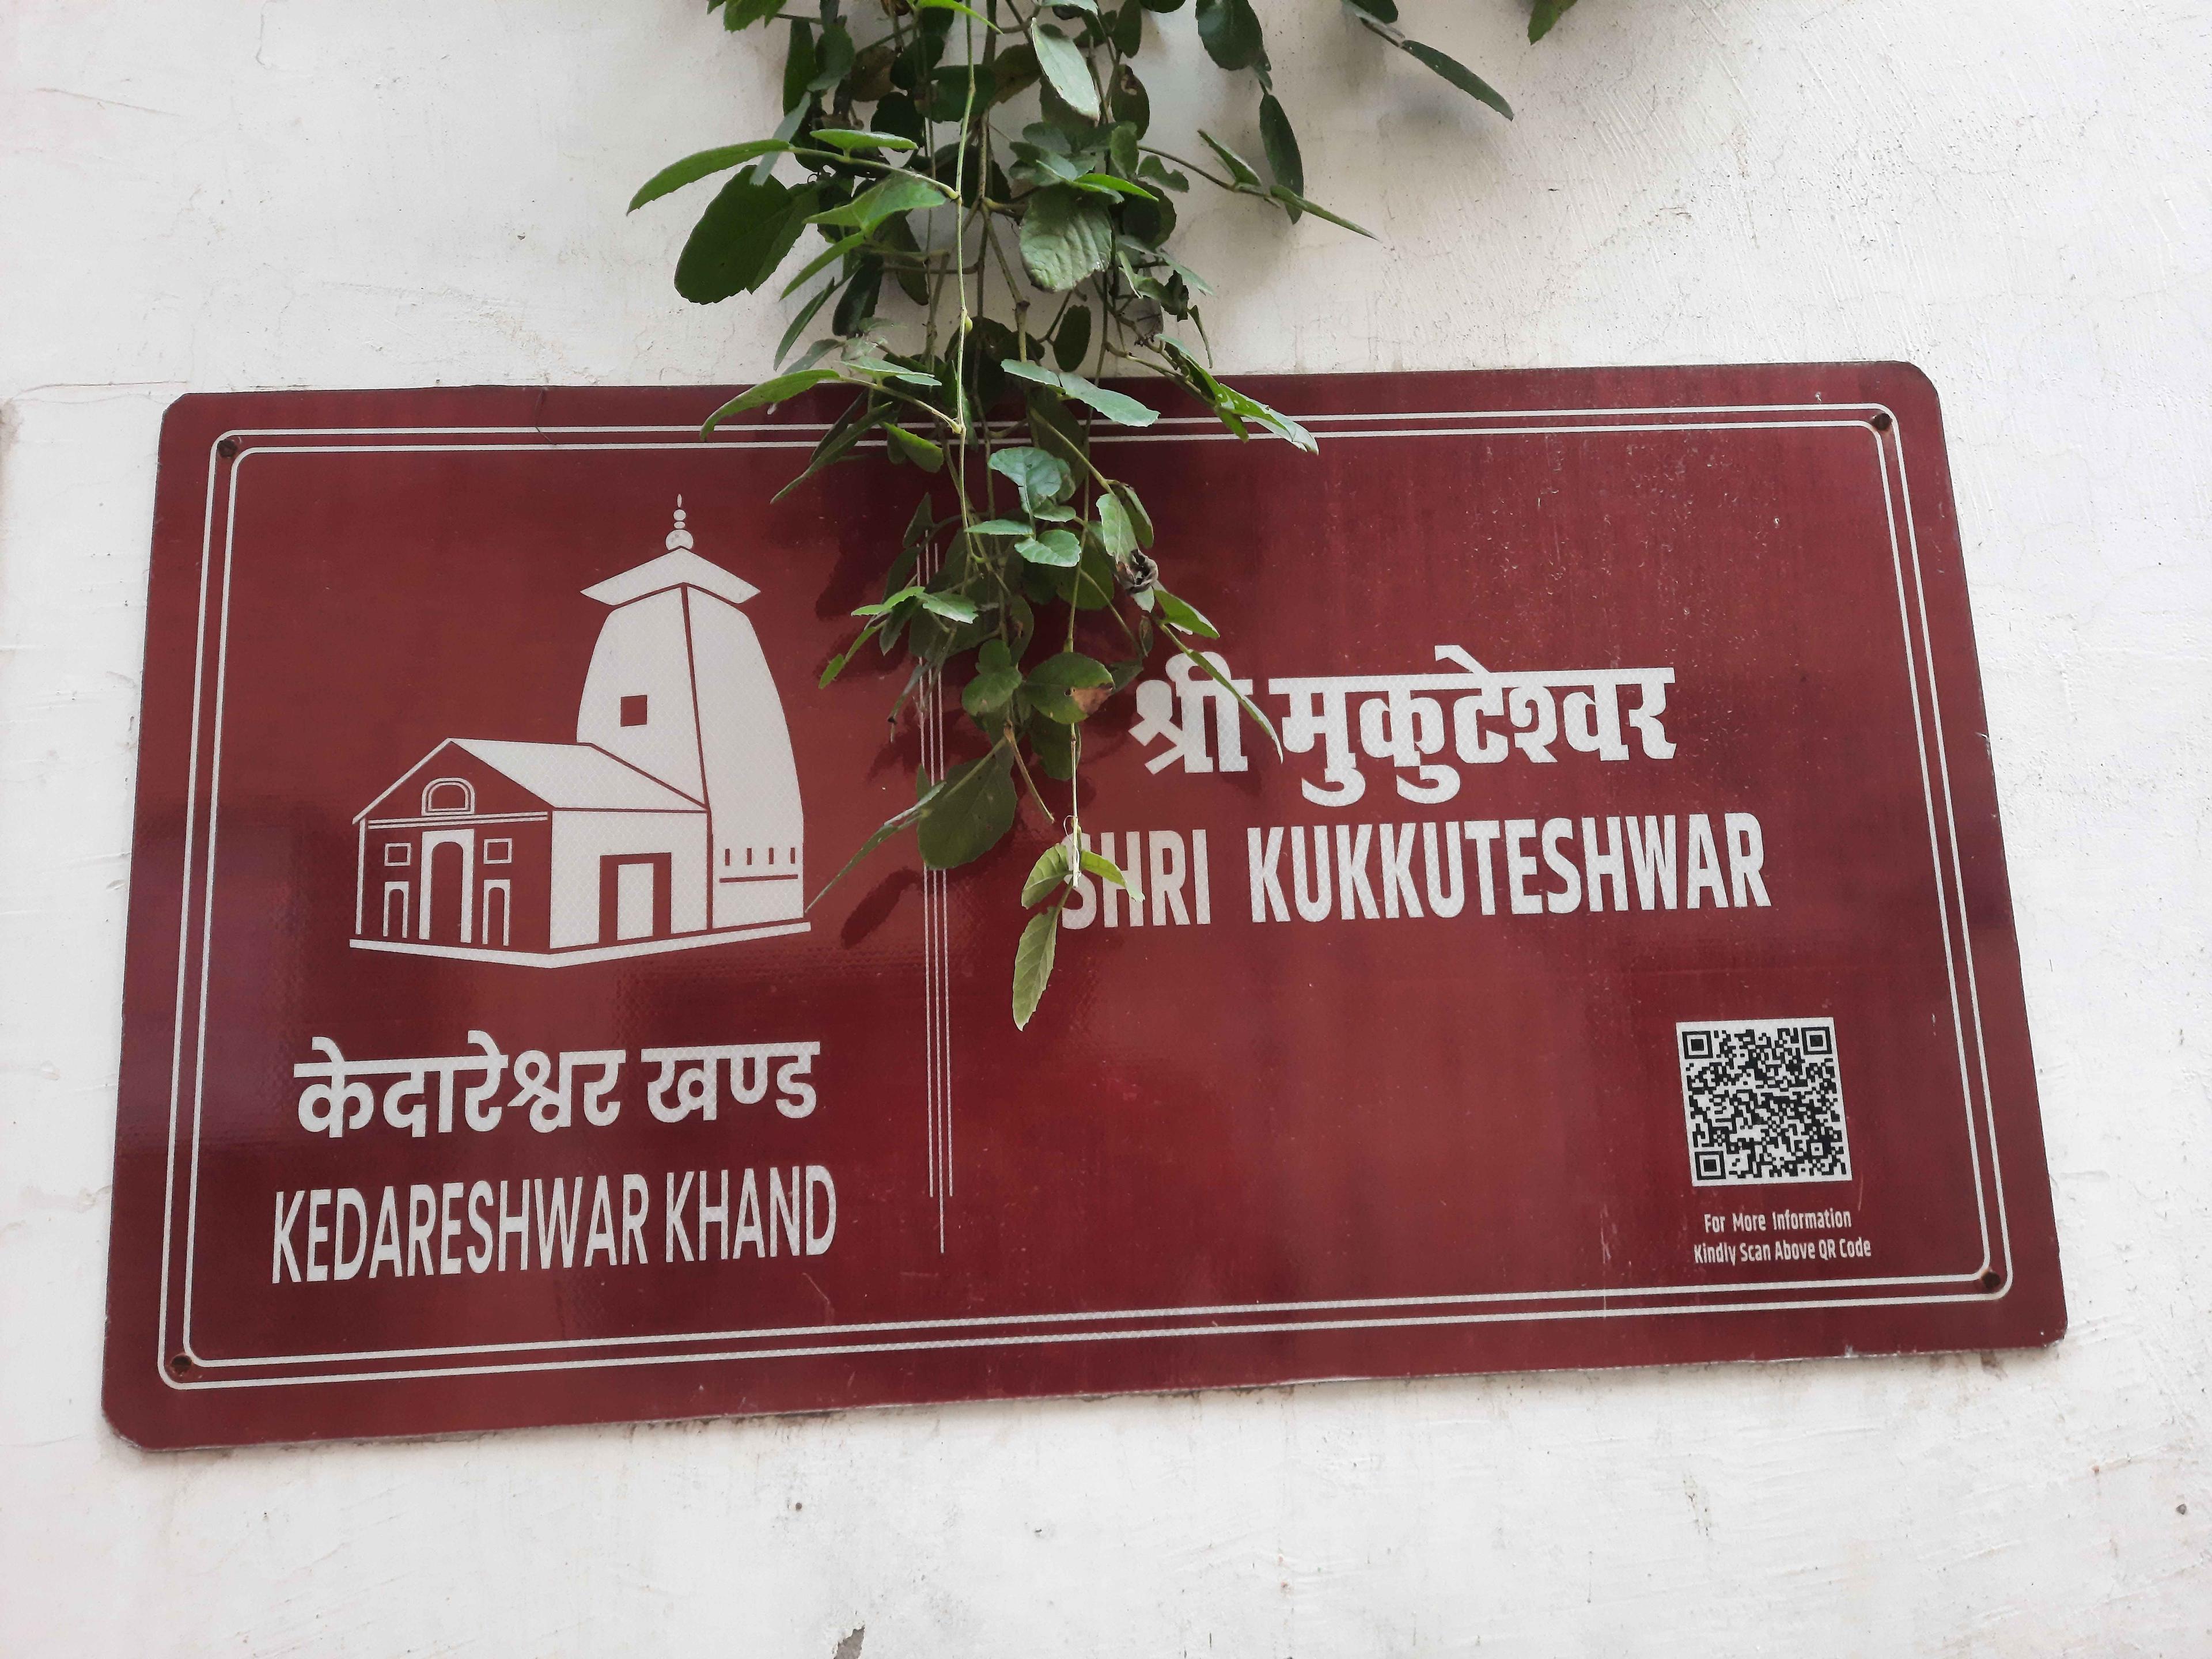 श्री मुकुटेश्वर
SHRI KUKKUTESHWAR
केदारेश्वर खण्ड
KEDARESHWAR KHAND
For More Information
Kindly Scan Above QR Code